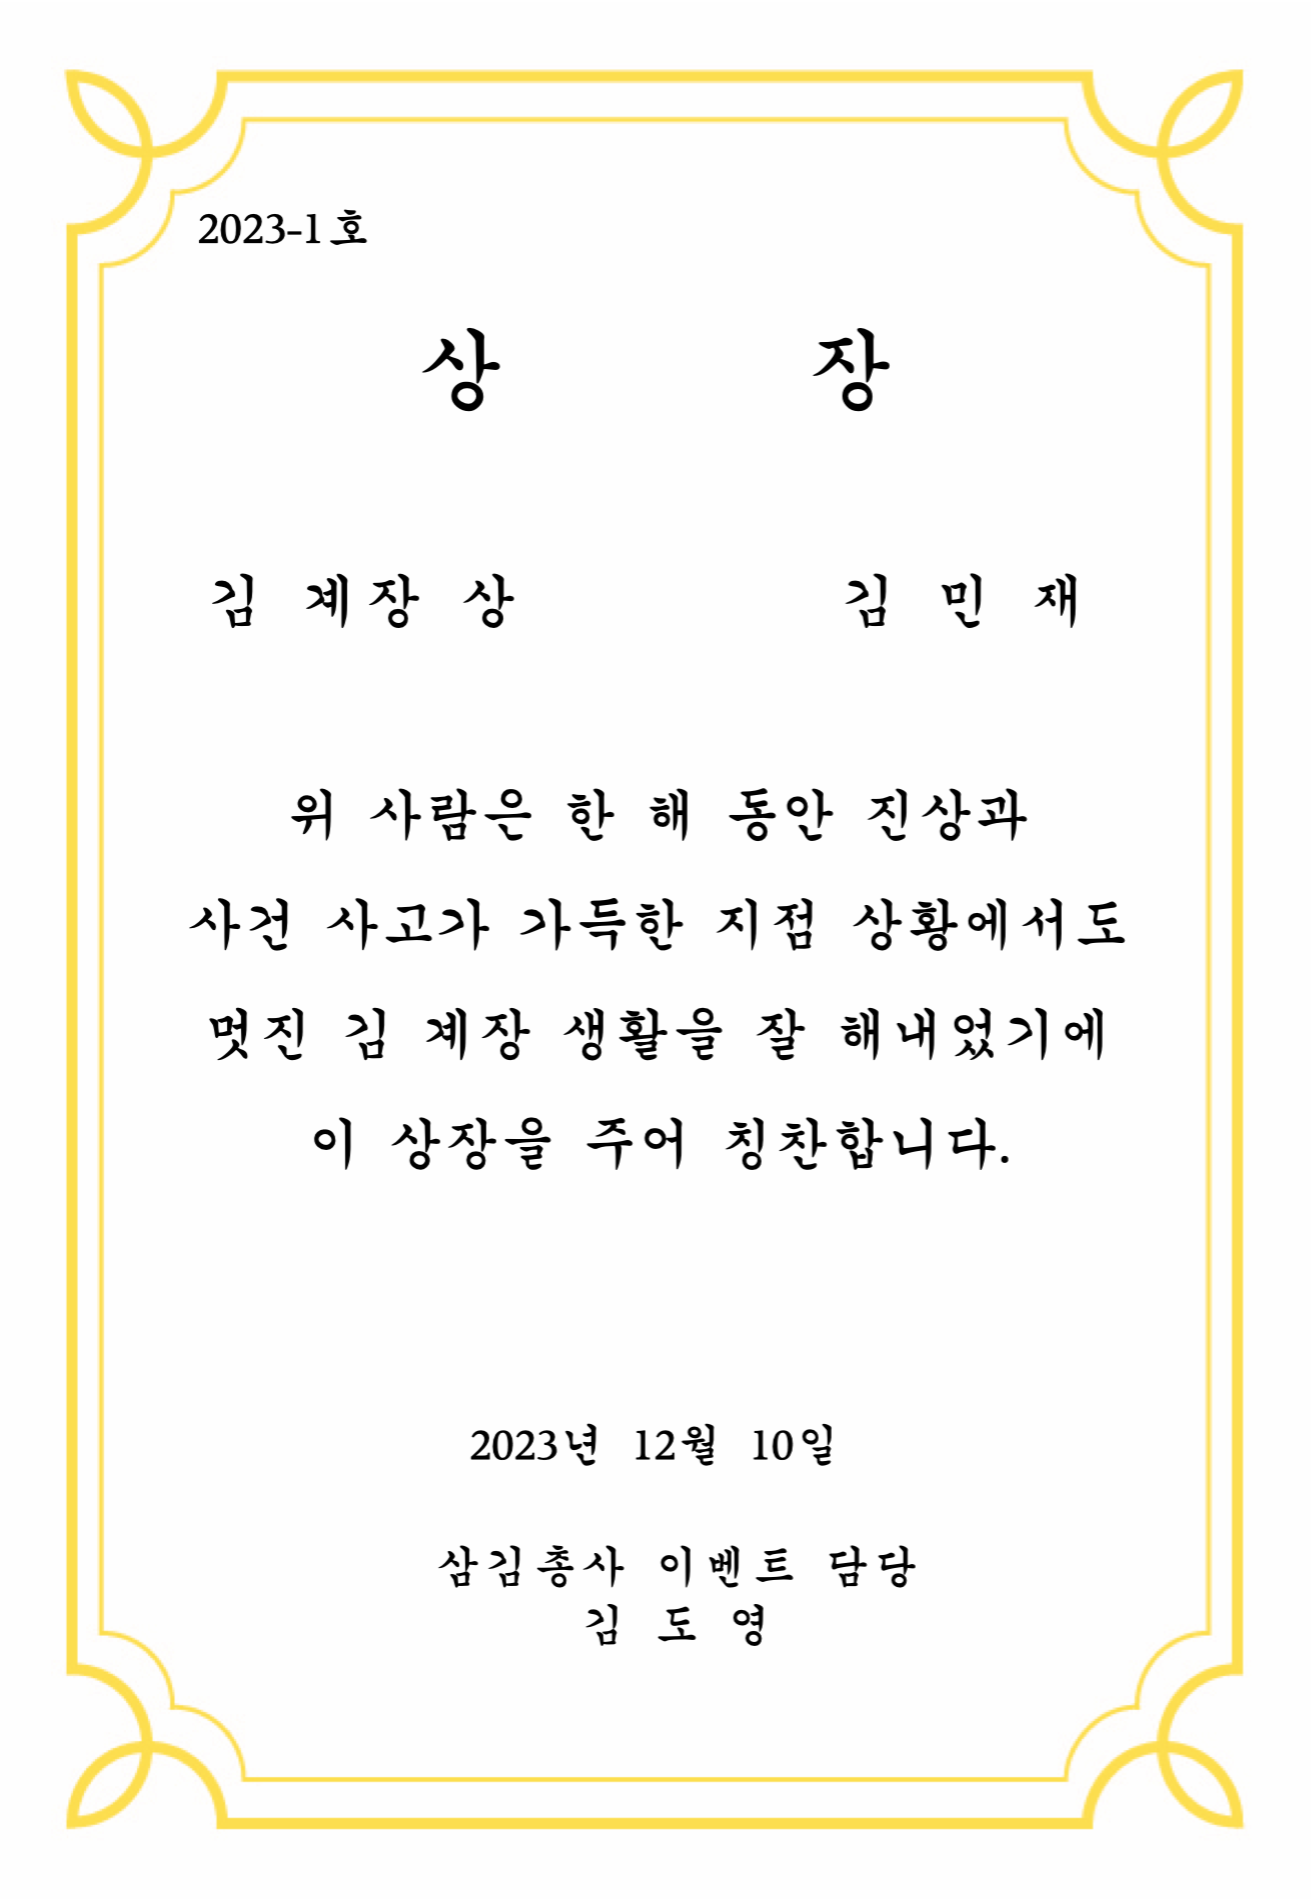 2023-1호
상 장
김 계장 상 김 민 재
위 사람은 한 해 동안 진상과
사건 사고가 가득한 지점 상황에서도
멋진 김 계장 생활을 잘 해내었기에
이 상장을 주어 칭찬합니다.
2023년 12월 10일
삼김총사 이벤트 담당
김 도 영